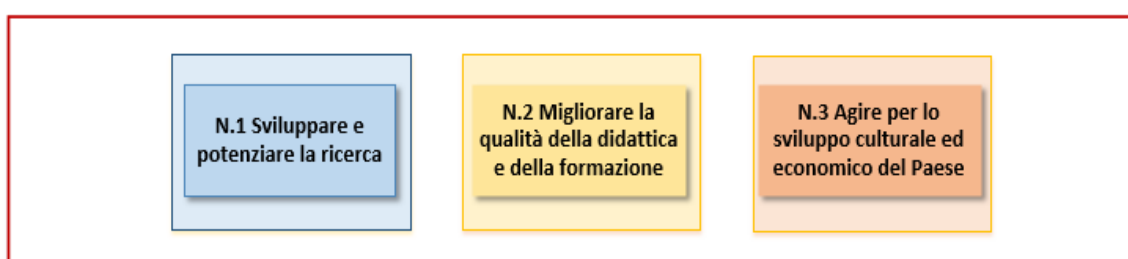 N.1 Sviluppare e
potenziare la ricerca
N.2 Migliorare la
qualità della didattica
e della formazione
N.3 Agire per lo
sviluppo culturale ed
economico del Paese